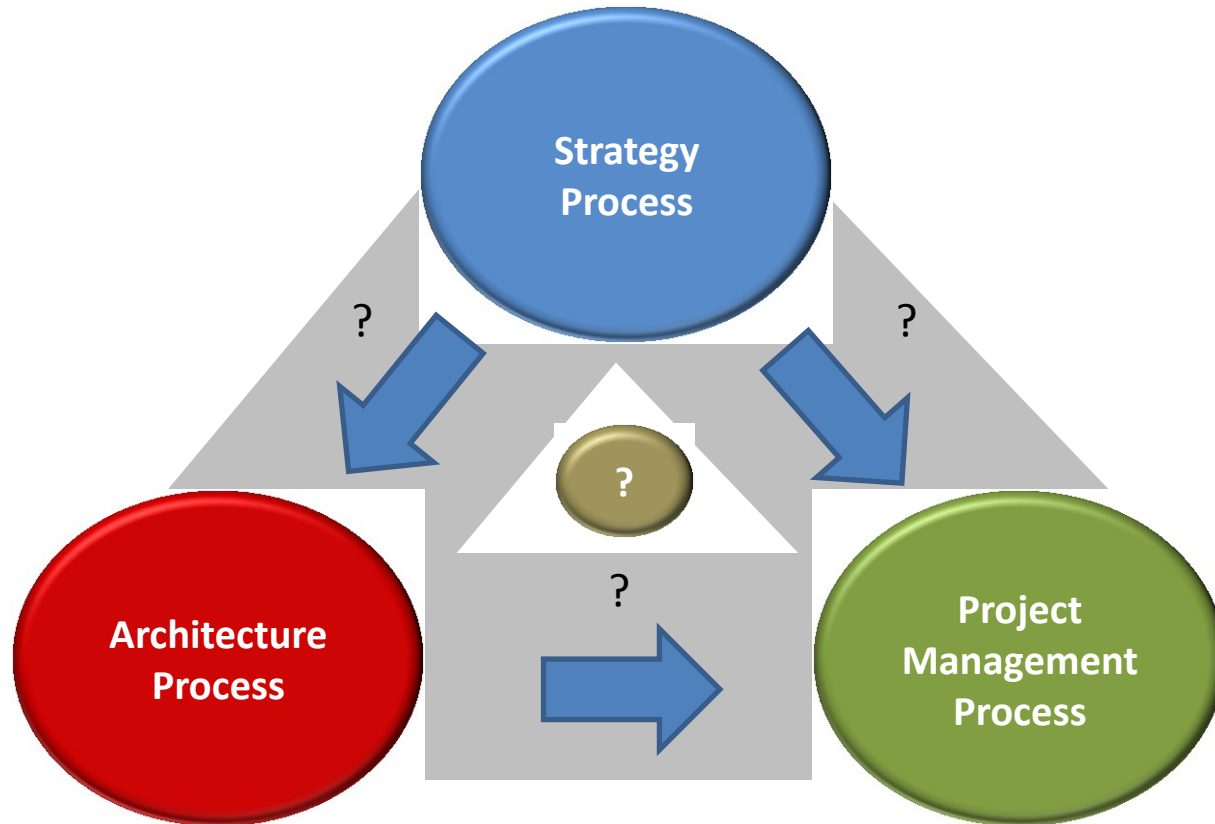 Strategy
Process
?
?
?
?
Architecture
Process
Project
Management
Process